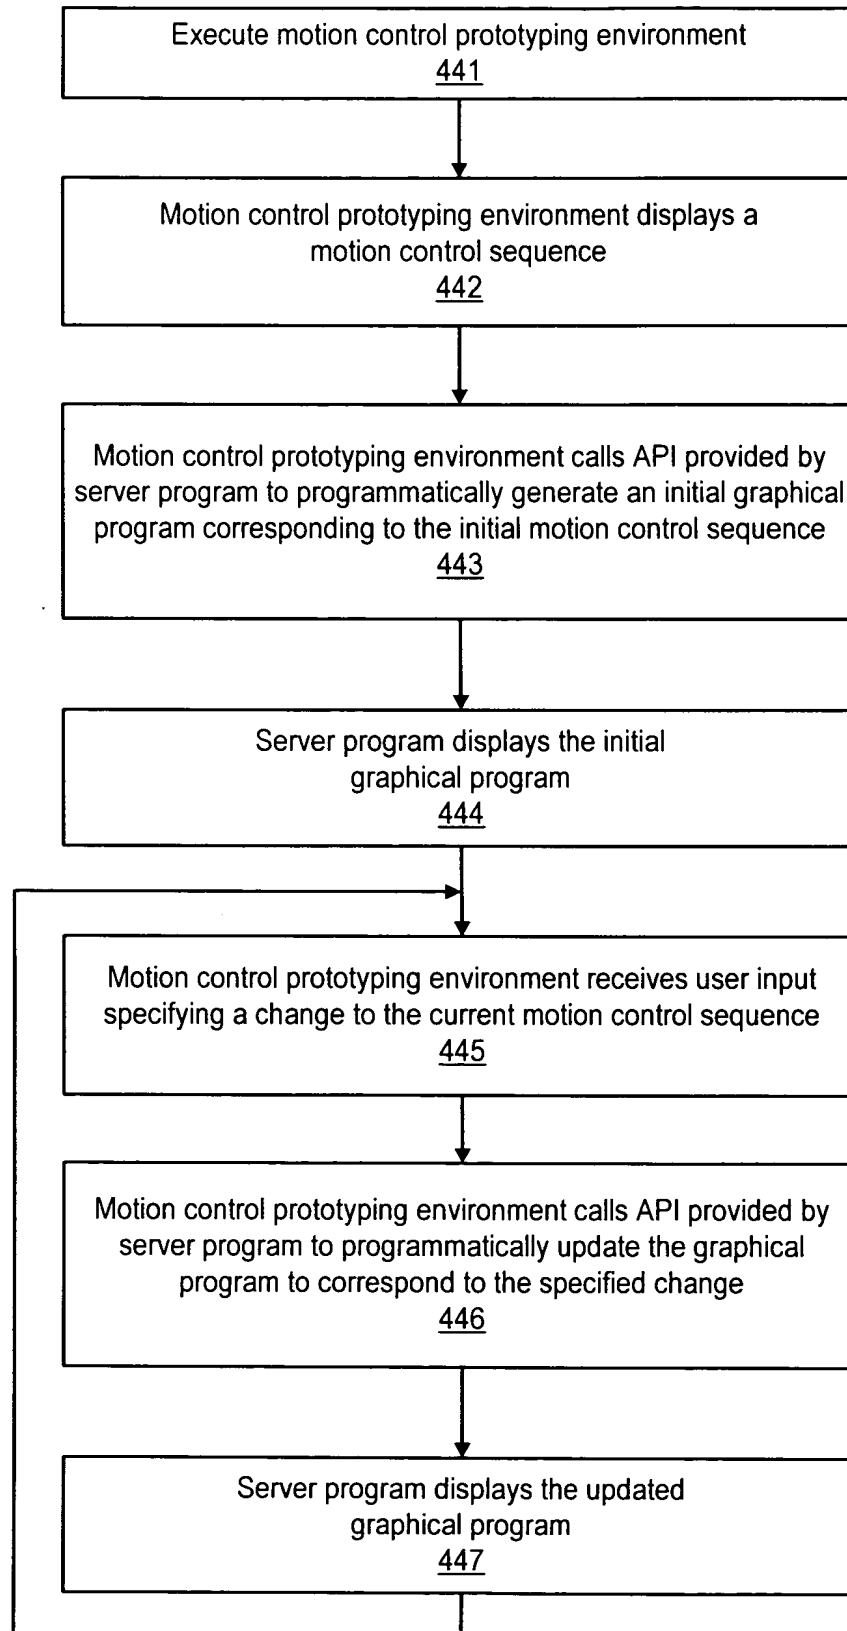 Execute motion control prototyping environment
441
Motion control prototyping environment displays a
motion control sequence
442
Motion control prototyping environment calls API provided by
server program to programmatically generate an initial graphical
program corresponding to the initial motion control sequence
443
Server program displays the initial
graphical program
444
Motion control prototyping environment receives user input
specifying a change to the current motion control sequence
445
Motion control prototyping environment calls API provided by
server program to programmatically update the graphical
program to correspond to the specified change
446
Server program displays the updated
graphical program
447